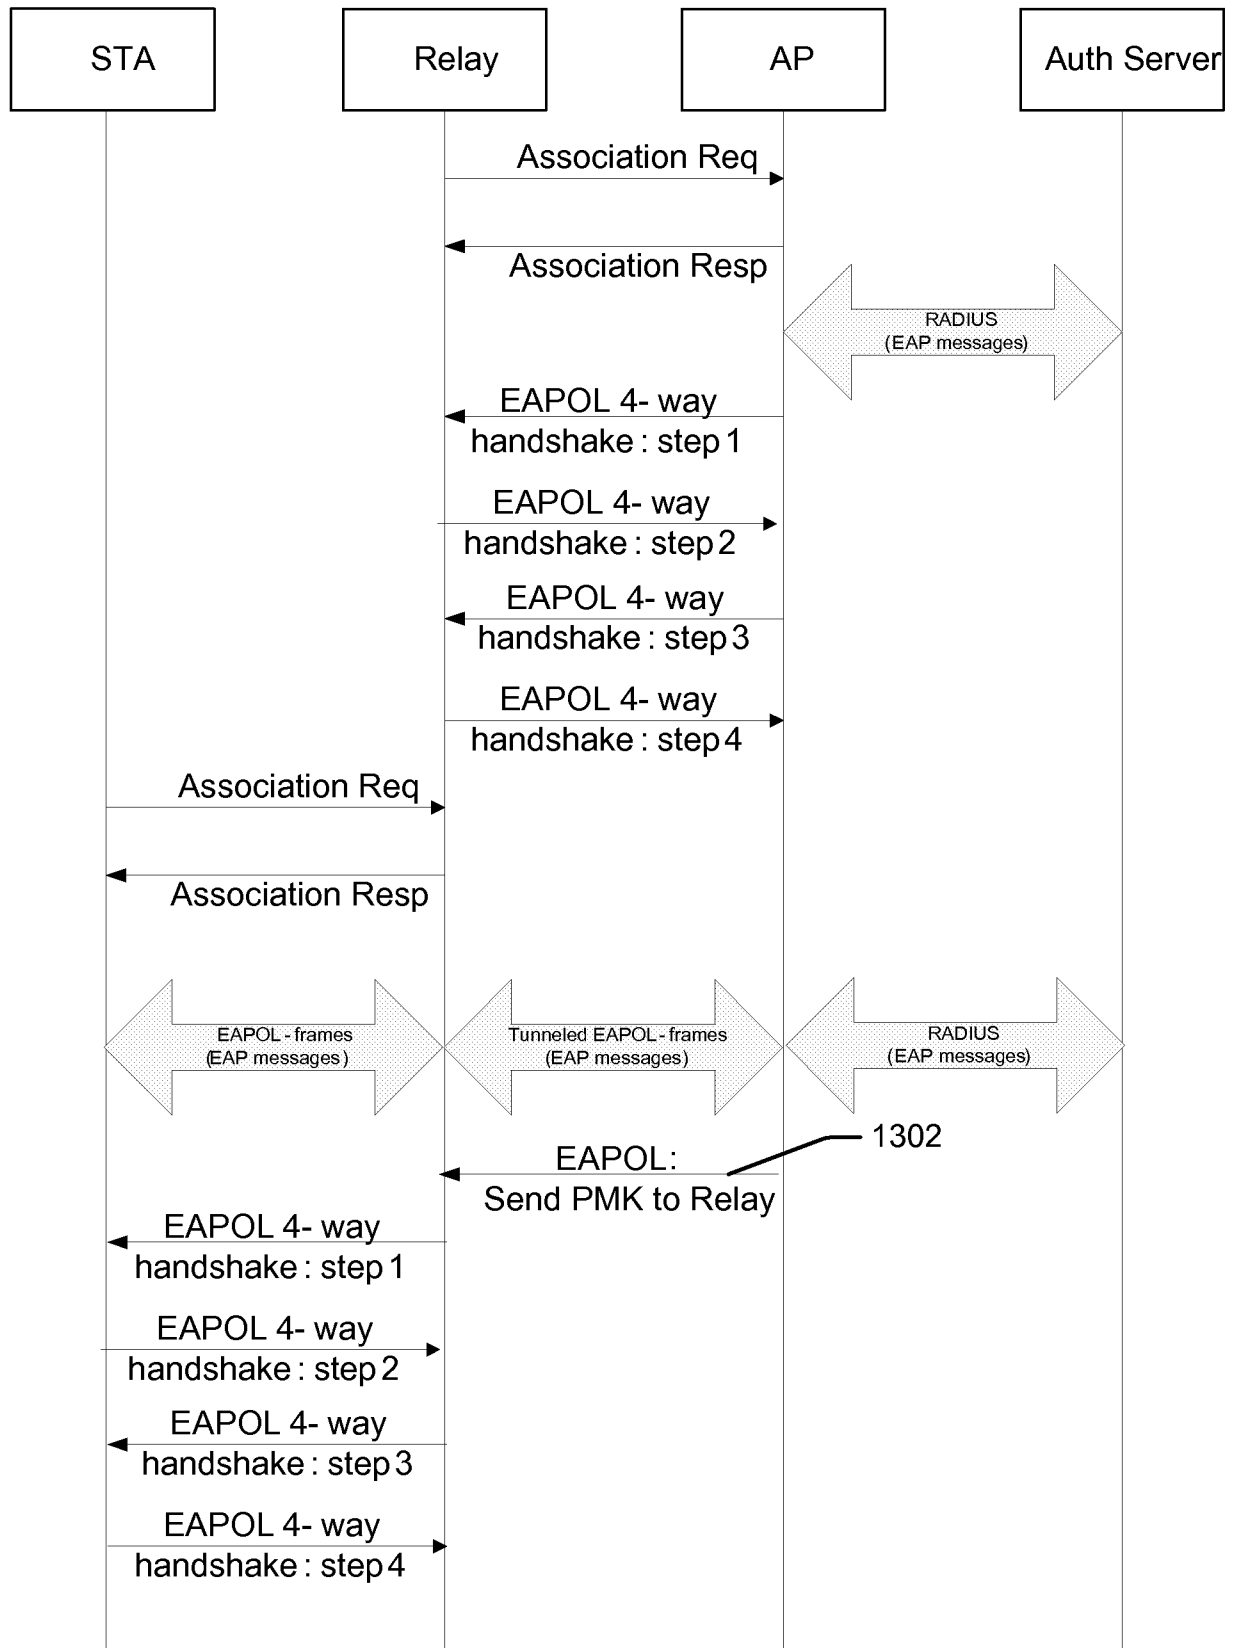 STA
Relay
AP
Auth Server
Association Req
Association Resp
RADIUS
(EAP messages)
EAPOL 4- way
handshake : step 1
EAPOL 4- way
handshake : step 2
EAPOL 4- way
handshake : step 3
EAPOL 4- way
handshake : step 4
Association Req
Association Resp
EAPOL - frames
(EAP messages)
Tunneled EAPOL - frames
(EAP messages)
RADIUS
(EAP messages)
1302
EAPOL:
Send PMK to Relay
EAPOL 4- way
handshake : step 1
EAPOL 4- way
handshake : step 2
EAPOL 4- way
handshake : step 3
EAPOL 4- way
handshake : step 4